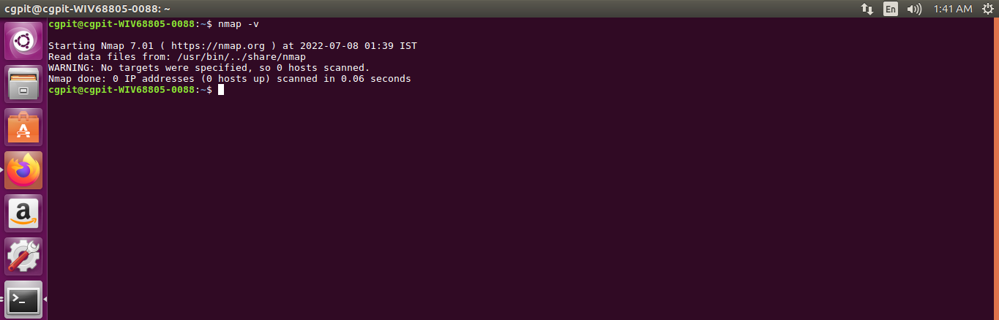 cgpit@cgpit-WIV68805-0088: ~
En
1:41 AM
cgpit@cgpit-WIV68805-0088:~$ nmap -v
Starting Nmap 7.01 ( https://nmap.org ) at 2022-07-08 01:39 IST
Read data files from: /usr/bin/../share/nmap
WARNING: No targets were specified, so 0 hosts scanned.
Nmap done: 0 IP addresses (0 hosts up) scanned in 0.06 seconds
cgpit@cgpit-WIV68805-0088:~$